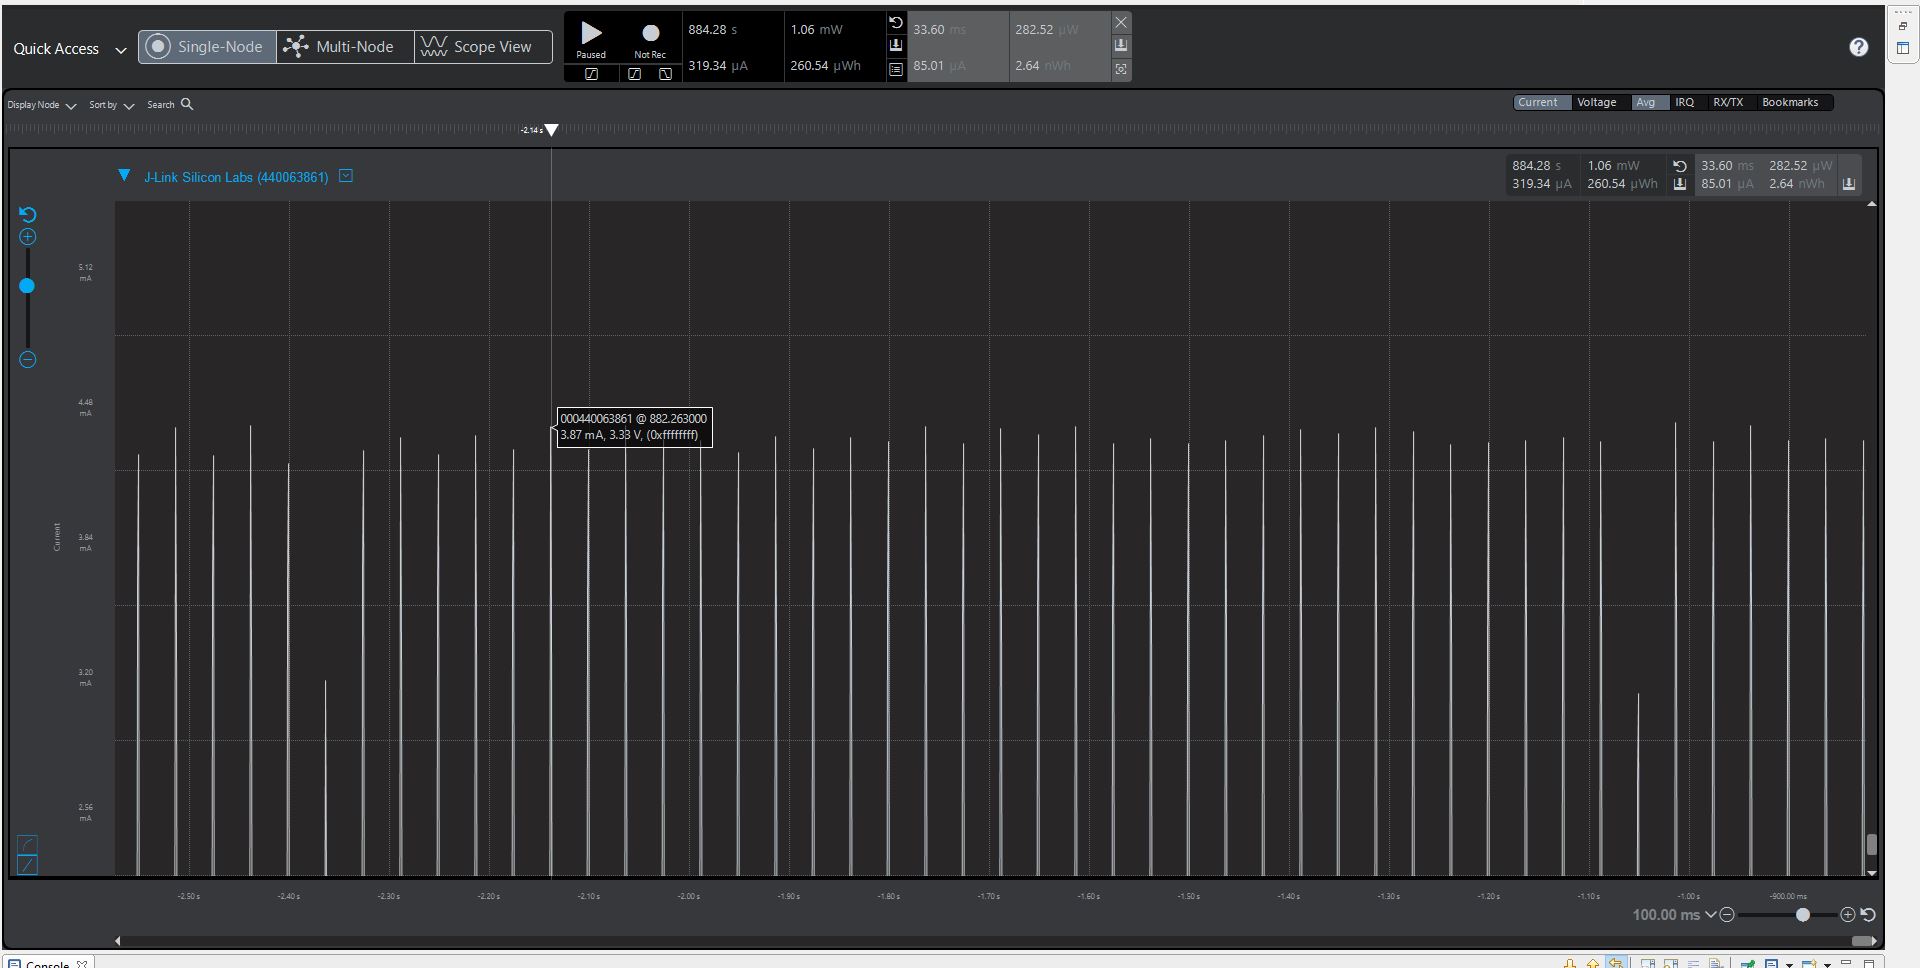 Quick Access
Single-Node
Multi-Node
Scope View
Paused
Not Rec
884.28 s
319.34 µA
1.06 mW
260.54 µWh
33.60 ms
85.01 µA
282.52 µW
2.64 nWh
Display Node
Sort by
Search
Current
Voltage
Avg
IRQ
RX/TX
Bookmarks
-2.14 s
J-Link Silicon Labs (440063861)
884.28 s 1.06 mW
319.34 µA 260.54 µWh
33.60 ms 282.52 µW
85.01 µA 2.64 nWh
5.12
mA
4.48
mA
000440063861 @ 882.263000
3.87 mA, 3.33 V, (0xffffffff)
Current
3.84
mA
3.20
mA
2.56
mA
-2.50 s -2.40 s -2.30 s -2.20 s -2.10 s -2.00 s -1.90 s -1.80 s -1.70 s -1.60 s -1.50 s -1.40 s -1.30 s -1.20 s -1.10 s -1.00 s -900.00 ms
100.00 ms
Console